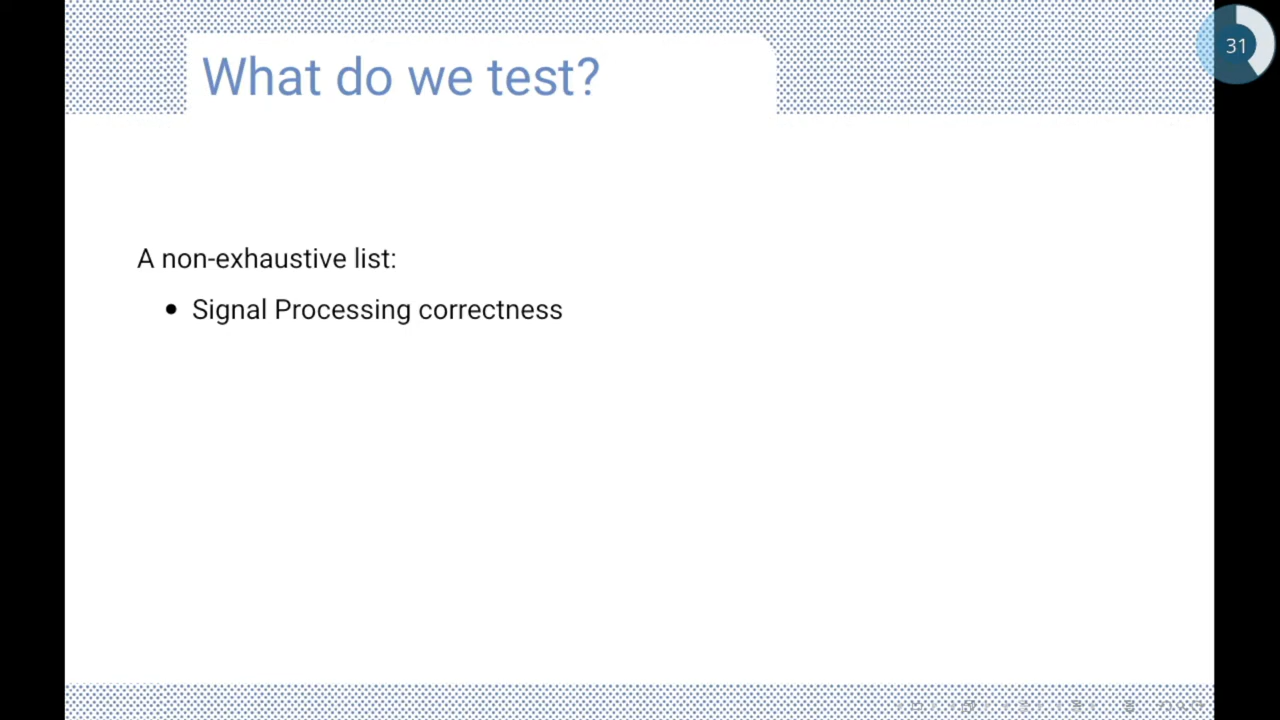 What do we test?
31
A non-exhaustive list:
• Signal Processing correctness